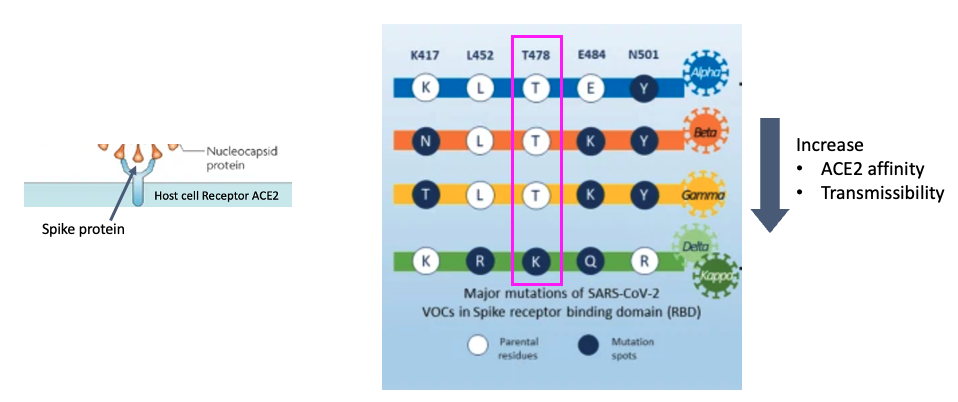 Nucleocapsid
protein
Host cell Receptor ACE2
Spike protein
K417 L452 T478 E484 N501
K L T E Y Alpha
N L T K Y Beta
T L T K Y Gamma
Delta
K R K Q R Kappa
Major mutations of SARS-CoV-2
VOCs in Spike receptor binding domain (RBD)
Parental
residues
Mutation
spots
Increase
• ACE2 affinity
• Transmissibility